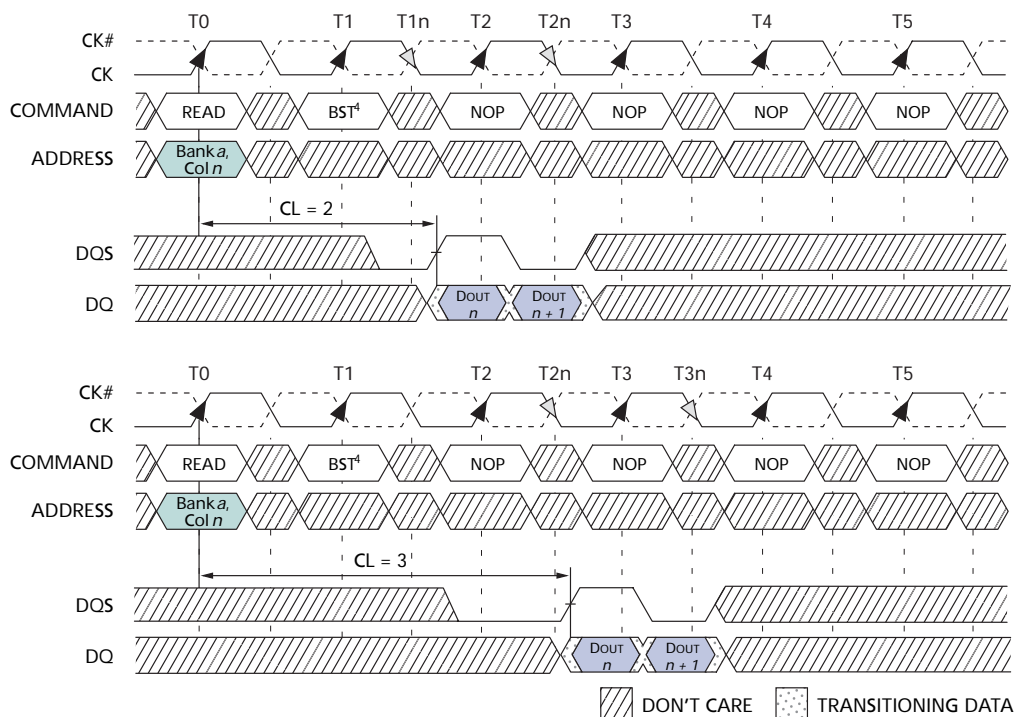 T0 T1 T1n T2 T2n T3 T4 T5
CK#
CK
COMMAND READ BST⁴ NOP NOP NOP NOP
ADDRESS Bank a,
Col n
CL = 2
DQS
DQ DOUT
n DOUT
n + 1
T0 T1 T2 T2n T3 T3n T4 T5
CK#
CK
COMMAND READ BST⁴ NOP NOP NOP NOP
ADDRESS Bank a,
Col n
CL = 3
DQS
DQ DOUT
n DOUT
n + 1
DON'T CARE TRANSITIONING DATA